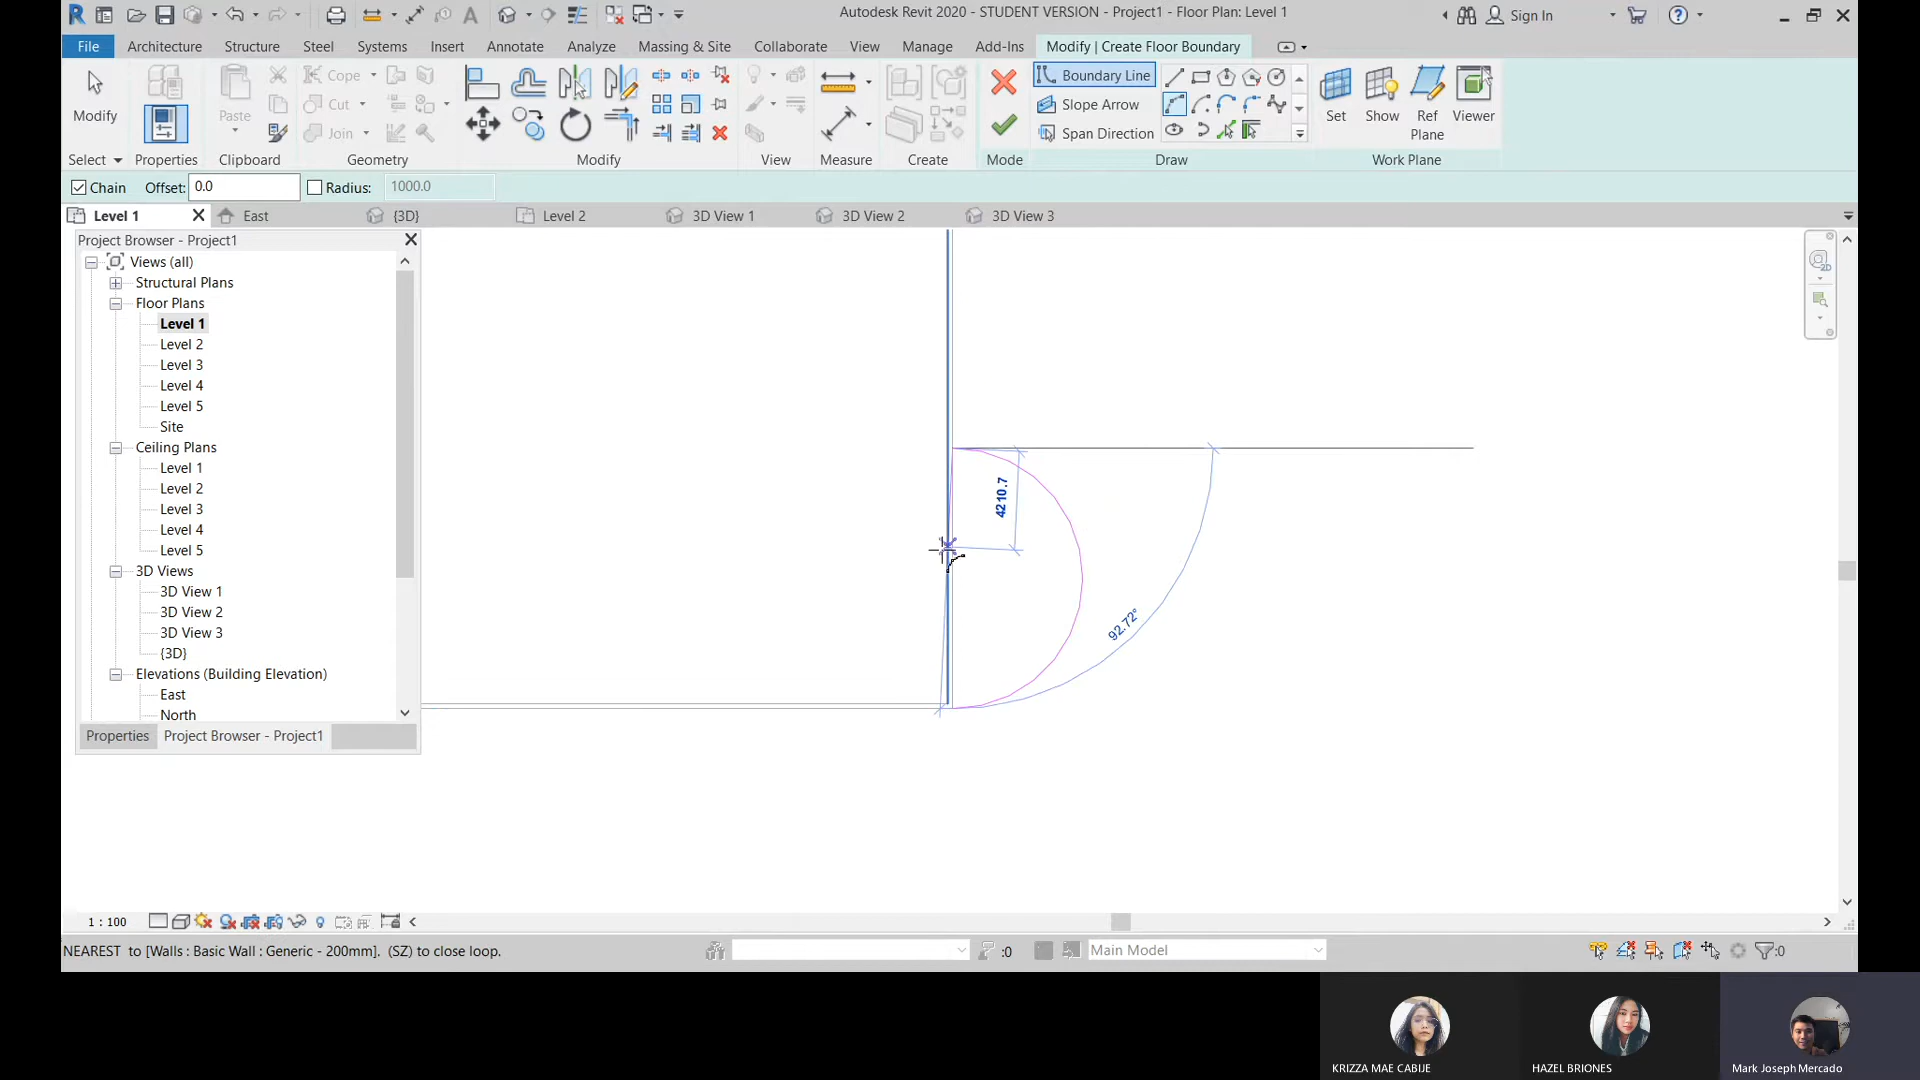 Autodesk Revit 2020 - STUDENT VERSION - Project1 - Floor Plan: Level 1
Sign In
File
Architecture
Structure
Steel
Systems
Insert
Annotate
Analyze
Massing & Site
Collaborate
View
Manage
Add-Ins
Modify | Create Floor Boundary
Modify
Paste
Cope
Cut
Join
Boundary Line
Slope Arrow
Span Direction
Set
Show
Ref
Plane
Viewer
Select
Properties
Clipboard
Geometry
Modify
View
Measure
Create
Mode
Draw
Work Plane
Chain
Offset:
0.0
Radius:
1000.0
Level 1
East
{3D}
Level 2
3D View 1
3D View 2
3D View 3
Project Browser - Project1
Views (all)
Structural Plans
Floor Plans
Level 1
Level 2
Level 3
Level 4
Level 5
Site
Ceiling Plans
Level 1
Level 2
Level 3
Level 4
Level 5
3D Views
3D View 1
3D View 2
3D View 3
{3D}
Elevations (Building Elevation)
East
North
Properties
Project Browser - Project1
4210.7
92.72°
1 : 100
NEAREST to [Walls : Basic Wall : Generic - 200mm]. (SZ) to close loop.
:0
Main Model
:0
KRIZZA MAE CABIJE
HAZEL BRIONES
Mark Joseph Mercado